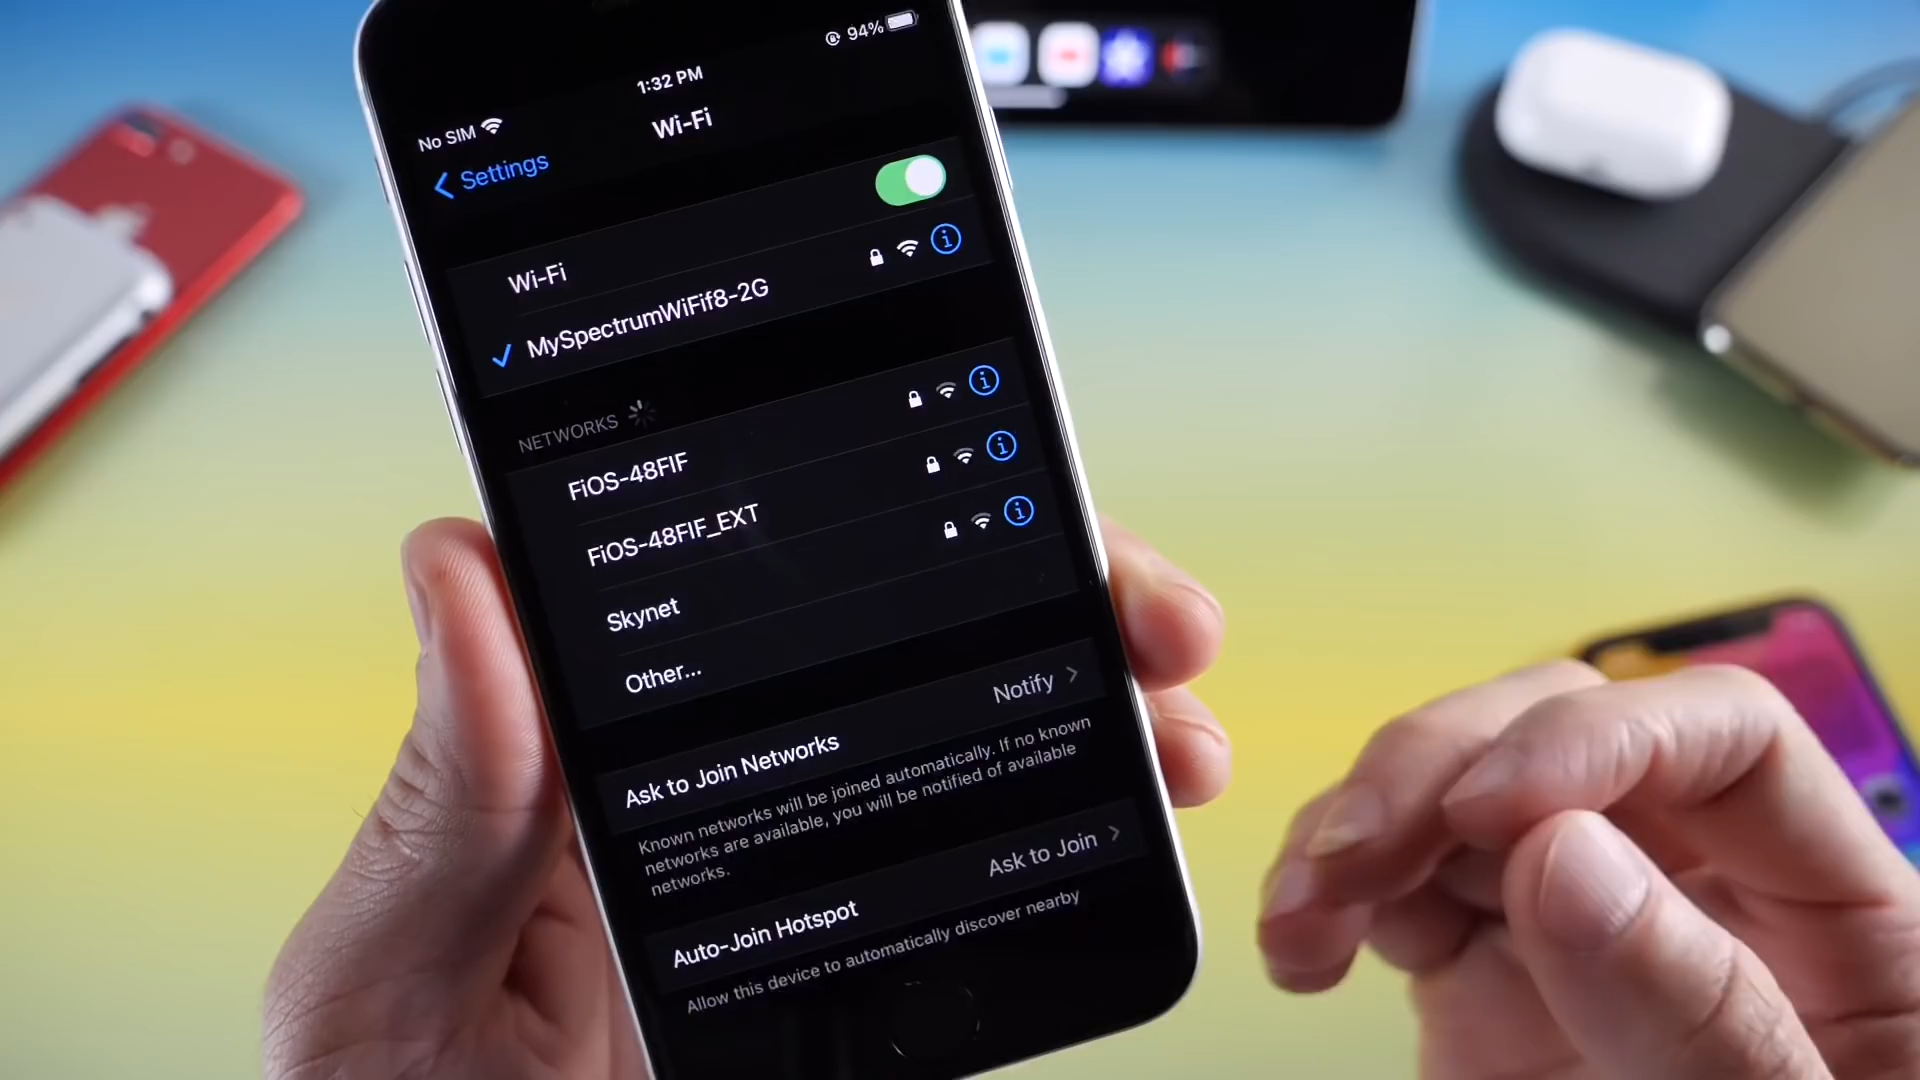 94%
1:32 PM
No SIM
Wi-Fi
Settings
Wi-Fi
MySpectrumWiFif8-2G
NETWORKS
FiOS-48FIF
FiOS-48FIF_EXT
Skynet
Other...
Ask to Join Networks
Notify
Known networks will be joined automatically. If no known
networks are available, you will be notified of available
networks.
Auto-Join Hotspot
Ask to Join
Allow this device to automatically discover nearby